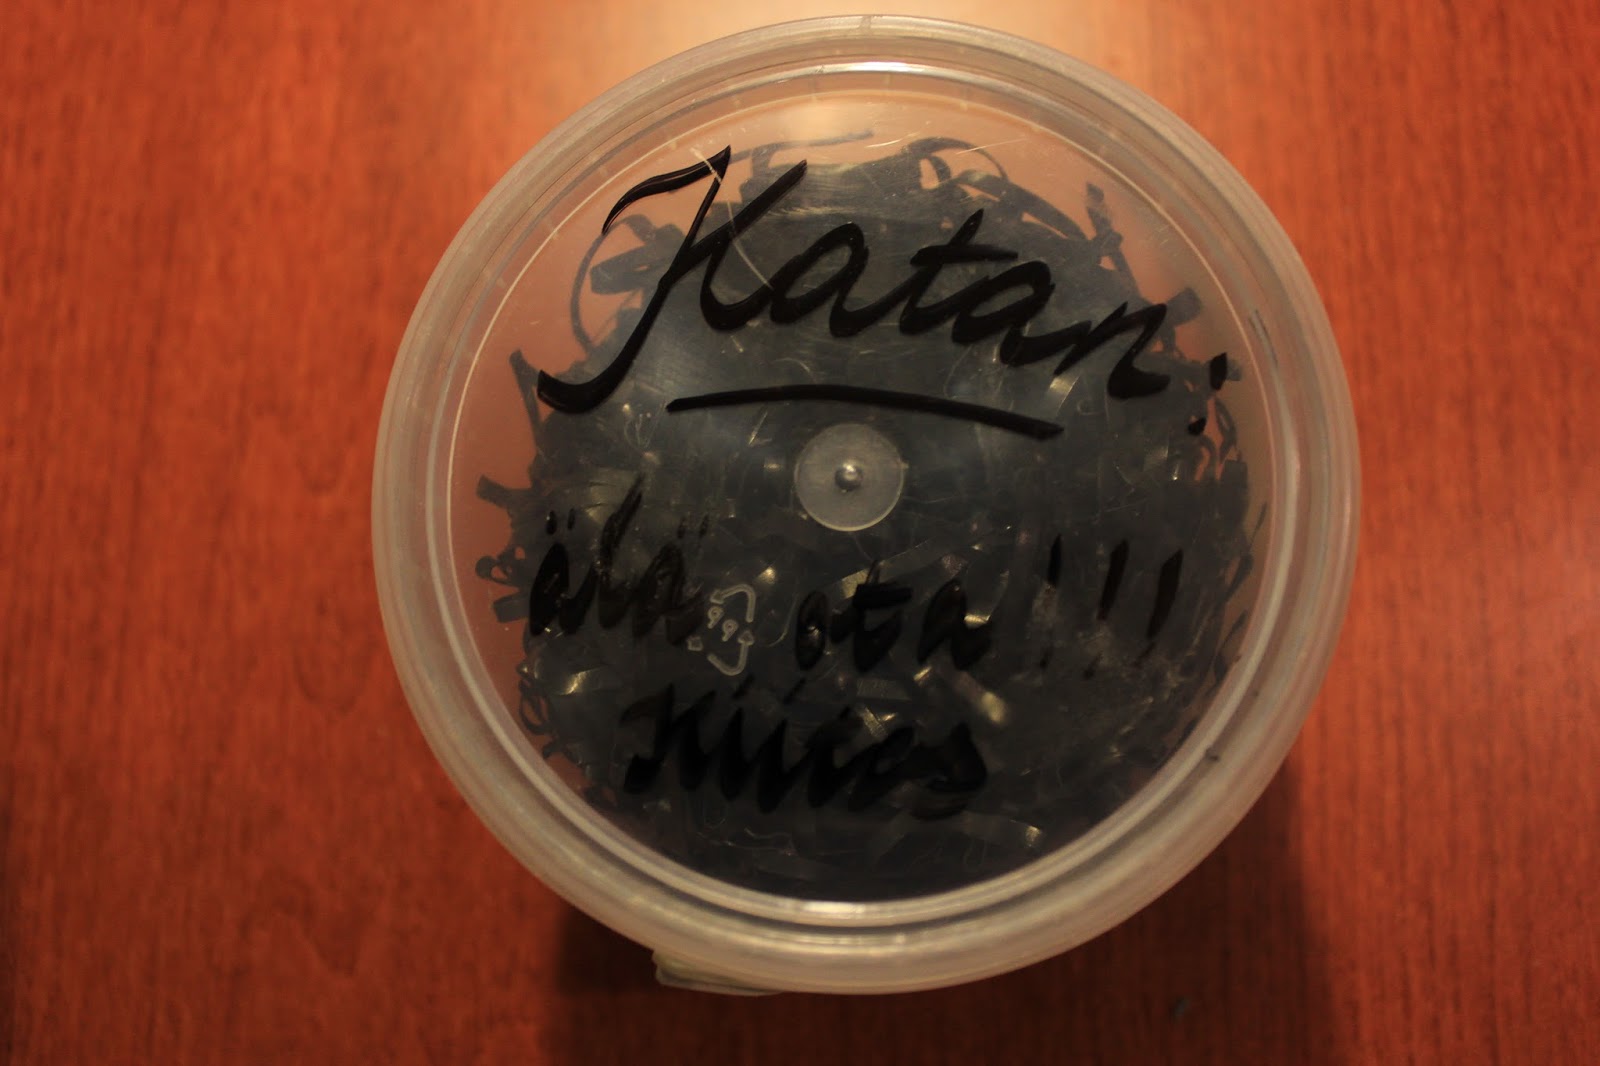 Katan:
älä ota !!!
Kiitos